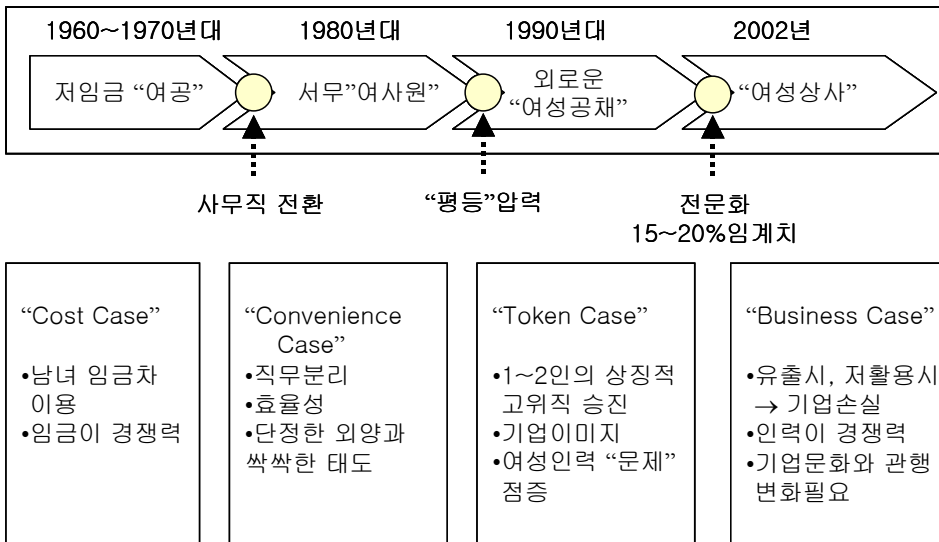 1960~1970년대
1980년대
1990년대
2002년
저임금 “여공”
서무”여사원”
외로운
“여성공채”
“여성상사”
사무직 전환
“평등”압력
전문화
15~20%임계치
“Cost Case”
•남녀 임금차
이용
•임금이 경쟁력
“Convenience
Case”
•직무분리
•효율성
•단정한 외양과
싹싹한 태도
“Token Case”
•1~2인의 상징적
고위직 승진
•기업이미지
•여성인력 “문제”
점증
“Business Case”
•유출시, 저활용시
→ 기업손실
•인력이 경쟁력
•기업문화와 관행
변화필요